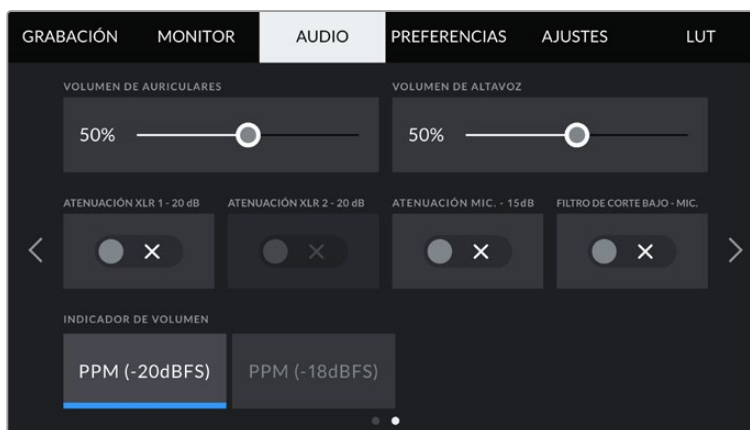 GRABACIÓN MONITOR AUDIO PREFERENCIAS AJUSTES LUT
VOLUMEN DE AURICULARES VOLUMEN DE ALTAVOZ
50% 50%
ATENUACIÓN XLR 1 - 20 dB ATENUACIÓN XLR 2 - 20 dB ATENUACIÓN MIC. - 15dB FILTRO DE CORTE BAJO - MIC.
INDICADOR DE VOLUMEN
PPM (-20dBFS) PPM (-18dBFS)